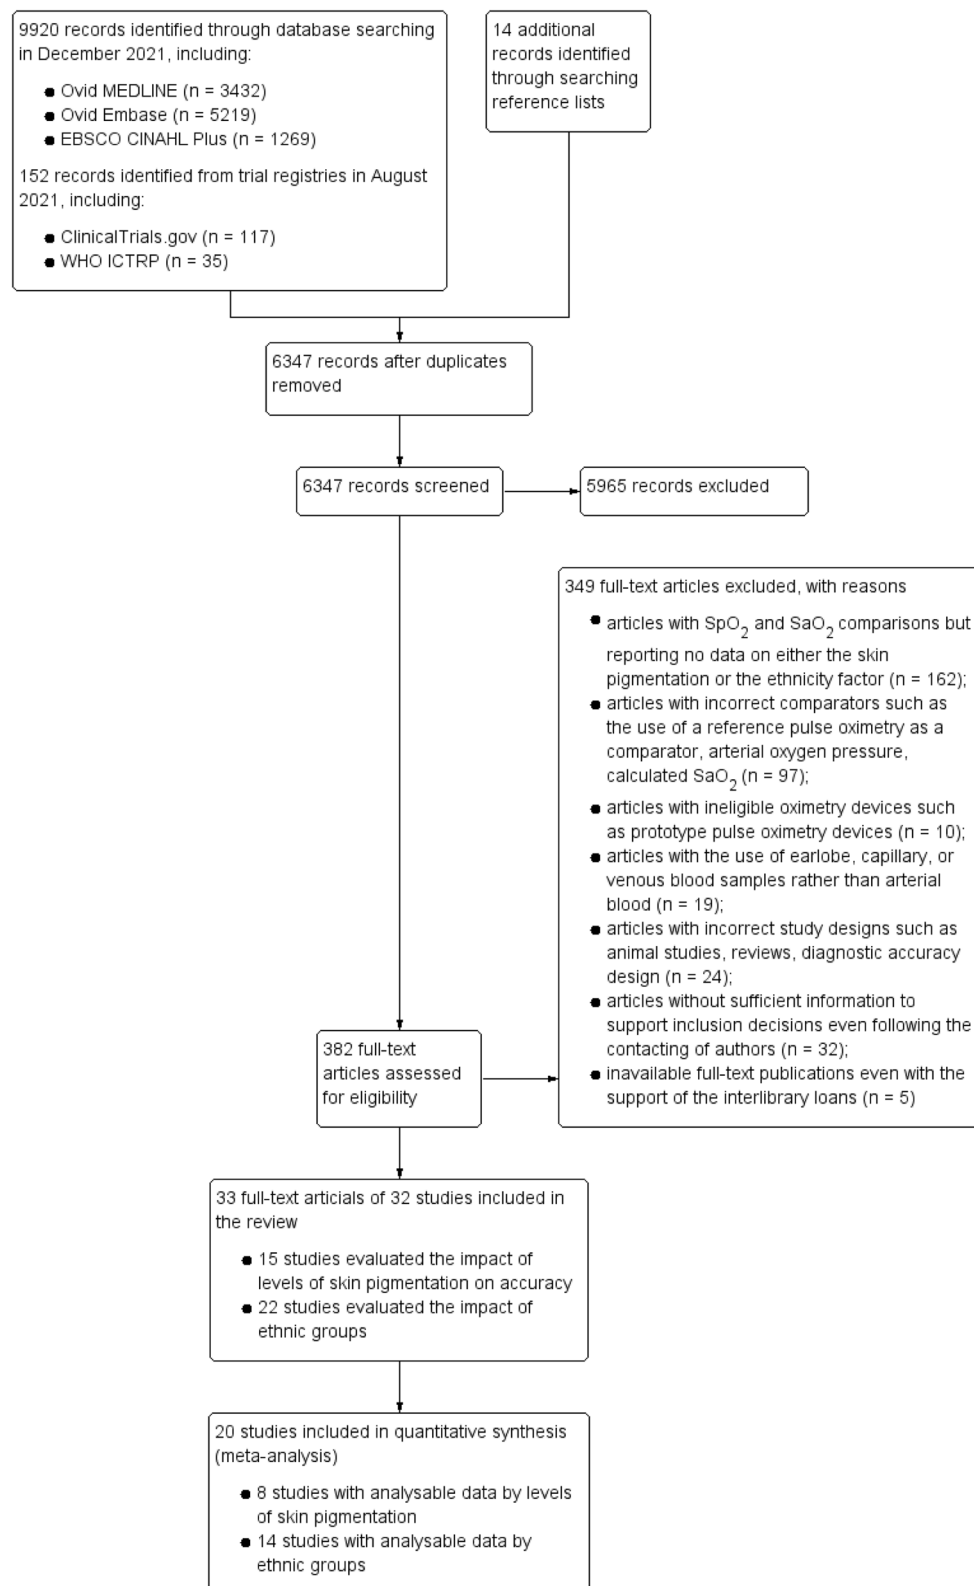 9920 records identified through database searching
in December 2021, including:
● Ovid MEDLINE (n = 3432)
● Ovid Embase (n = 5219)
● EBSCO CINAHL Plus (n = 1269)
152 records identified from trial registries in August
2021, including:
● ClinicalTrials.gov (n = 117)
● WHO ICTRP (n = 35)
14 additional
records identified
through searching
reference lists
6347 records after duplicates
removed
6347 records screened
5965 records excluded
349 full-text articles excluded, with reasons
● articles with SpO2 and SaO2 comparisons but
reporting no data on either the skin
pigmentation or the ethnicity factor (n = 162);
● articles with incorrect comparators such as
the use of a reference pulse oximetry as a
comparator, arterial oxygen pressure,
calculated SaO2 (n = 97);
● articles with ineligible oximetry devices such
as prototype pulse oximetry devices (n = 10);
● articles with the use of earlobe, capillary, or
venous blood samples rather than arterial
blood (n = 19);
● articles with incorrect study designs such as
animal studies, reviews, diagnostic accuracy
design (n = 24);
● articles without sufficient information to
support inclusion decisions even following the
contacting of authors (n = 32);
● inavailable full-text publications even with the
support of the interlibrary loans (n = 5)
382 full-text
articles assessed
for eligibility
33 full-text articials of 32 studies included in
the review
● 15 studies evaluated the impact of
levels of skin pigmentation on accuracy
● 22 studies evaluated the impact of
ethnic groups
20 studies included in quantitative synthesis
(meta-analysis)
● 8 studies with analysable data by levels
of skin pigmentation
● 14 studies with analysable data by
ethnic groups